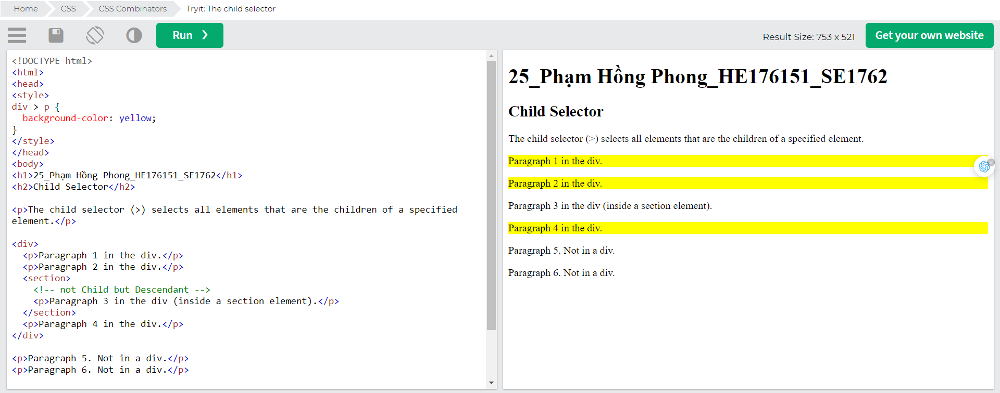 Home CSS CSS Combinators Tryit: The child selector
Run ❯ Result Size: 753 x 521 Get your own website
<!DOCTYPE html>
<html>
<head>
<style>
div > p {
  background-color: yellow;
}
</style>
</head>
<body>
<h1>25_Phạm Hồng Phong_HE176151_SE1762</h1>
<h2>Child Selector</h2>
<p>The child selector (>) selects all elements that are the children of a specified
element.</p>
<div>
  <p>Paragraph 1 in the div.</p>
  <p>Paragraph 2 in the div.</p>
  <section>
    <!-- not Child but Descendant -->
    <p>Paragraph 3 in the div (inside a section element).</p>
  </section>
  <p>Paragraph 4 in the div.</p>
</div>
<p>Paragraph 5. Not in a div.</p>
<p>Paragraph 6. Not in a div.</p>
25_Phạm Hồng Phong_HE176151_SE1762
Child Selector
The child selector (>) selects all elements that are the children of a specified element.
Paragraph 1 in the div.
Paragraph 2 in the div.
Paragraph 3 in the div (inside a section element).
Paragraph 4 in the div.
Paragraph 5. Not in a div.
Paragraph 6. Not in a div.